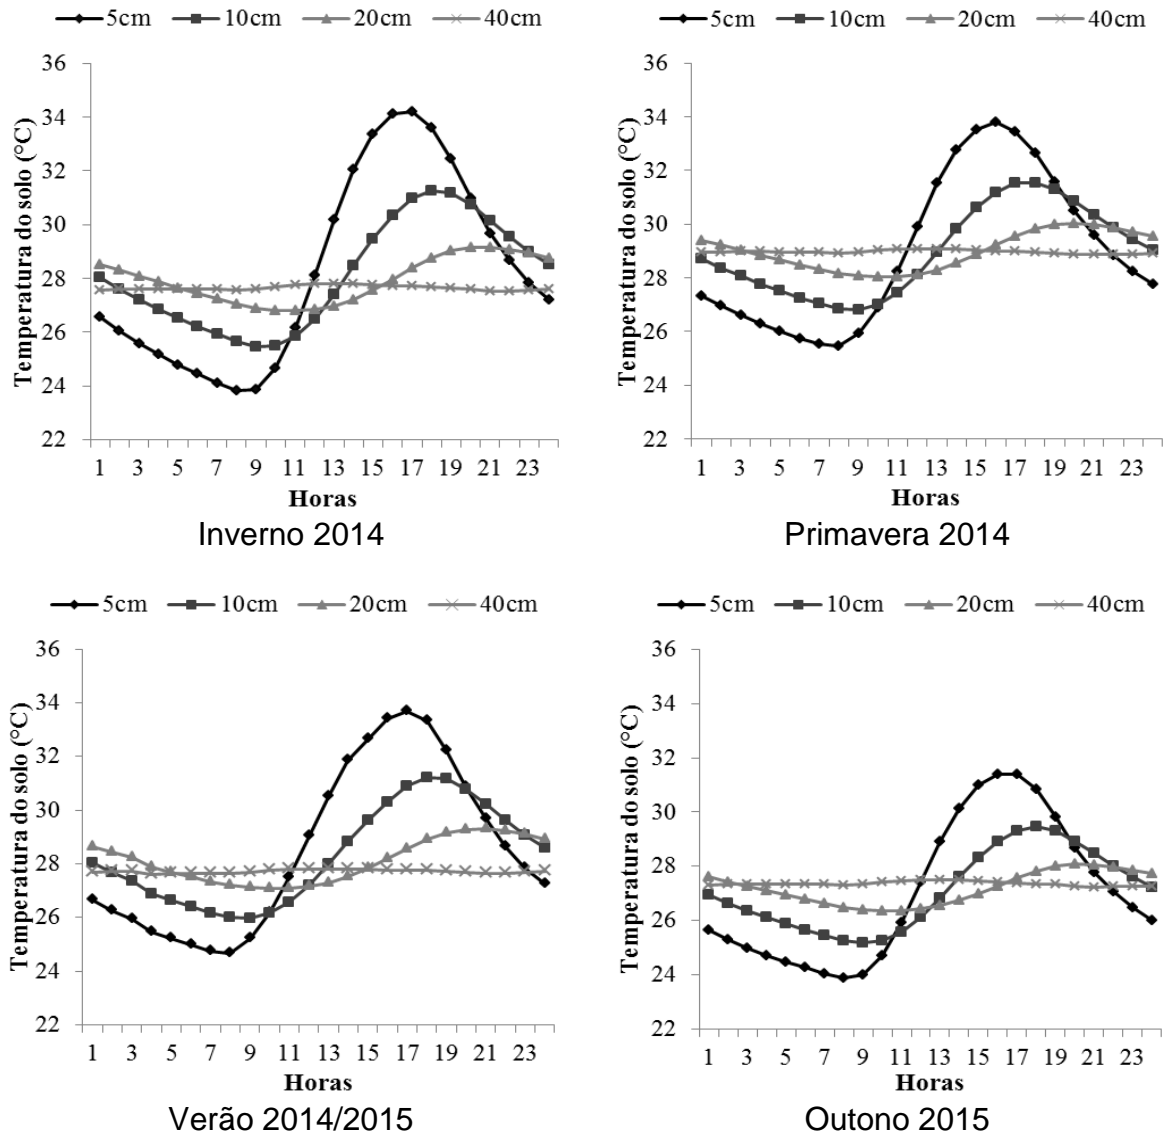 5cm 10cm 20cm 40cm
36
34
32
30
28
26
24
22
Temperatura do solo (°C)
1 3 5 7 9 11 13 15 17 19 21 23
Horas
Inverno 2014
5cm 10cm 20cm 40cm
36
34
32
30
28
26
24
22
Temperatura do solo (°C)
1 3 5 7 9 11 13 15 17 19 21 23
Horas
Primavera 2014
5cm 10cm 20cm 40cm
36
34
32
30
28
26
24
22
Temperatura do solo (°C)
1 3 5 7 9 11 13 15 17 19 21 23
Horas
Verão 2014/2015
5cm 10cm 20cm 40cm
36
34
32
30
28
26
24
22
Temperatura do solo (°C)
1 3 5 7 9 11 13 15 17 19 21 23
Horas
Outono 2015